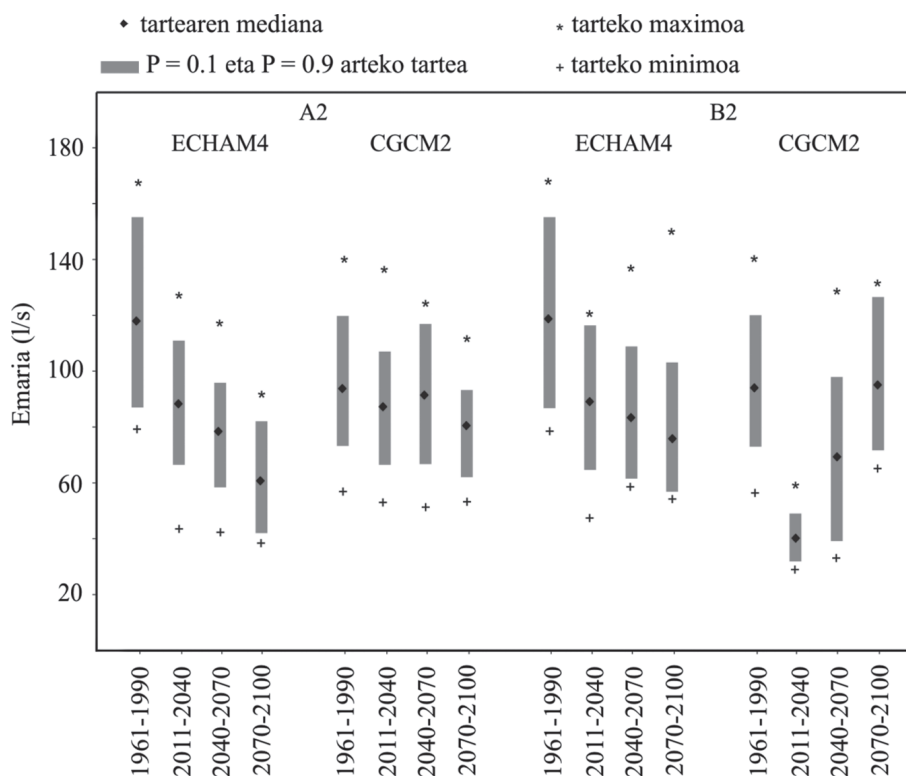 tartearen mediana
* tarteko maximoa
P = 0.1 eta P = 0.9 arteko tartea
+ tarteko minimoa
A2
B2
ECHAM4
CGCM2
ECHAM4
CGCM2
Emaria (l/s)
180
140
100
60
20
1961-1990
2011-2040
2040-2070
2070-2100
1961-1990
2011-2040
2040-2070
2070-2100
1961-1990
2011-2040
2040-2070
2070-2100
1961-1990
2011-2040
2040-2070
2070-2100